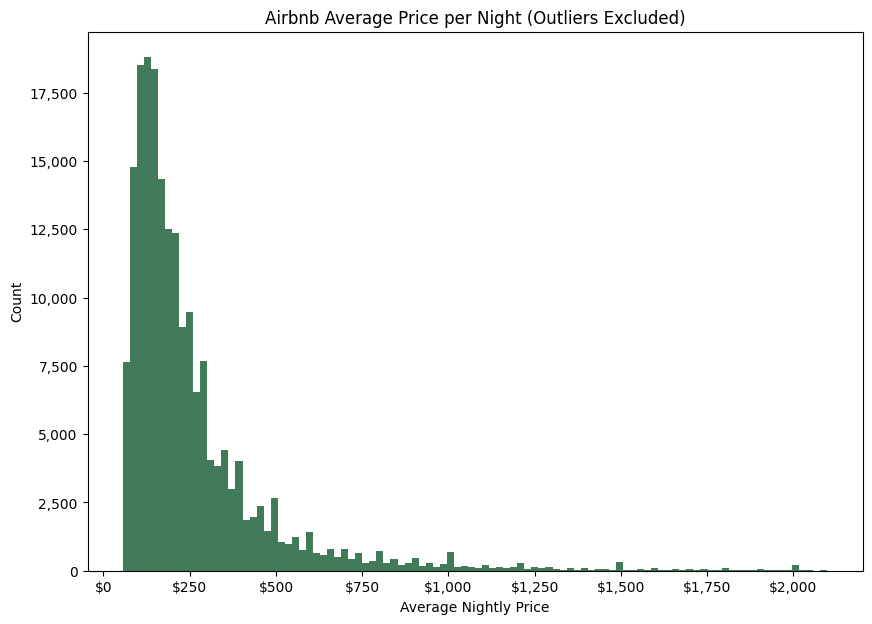 Airbnb Average Price per Night (Outliers Excluded)
17,500
15,000
12,500
10,000
7,500
5,000
2,500
0
Count
$0 $250 $500 $750 $1,000 $1,250 $1,500 $1,750 $2,000
Average Nightly Price